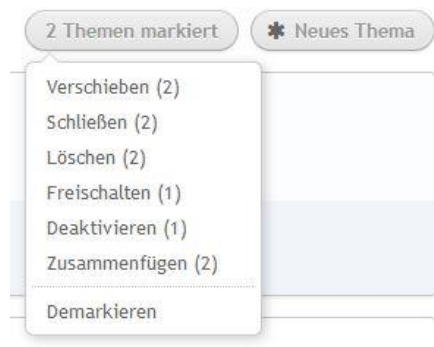 2 Themen markiert
✱ Neues Thema
Verschieben (2)
Schließen (2)
Löschen (2)
Freischalten (1)
Deaktivieren (1)
Zusammenfügen (2)
Demarkieren